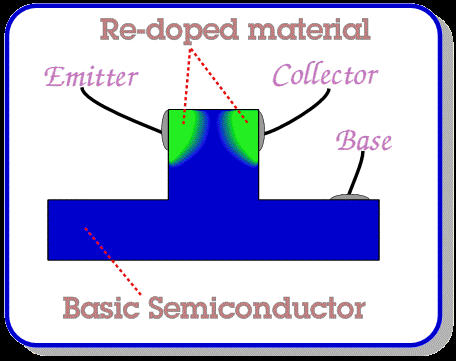 Re-doped material
Emitter
Collector
Base
Basic Semiconductor